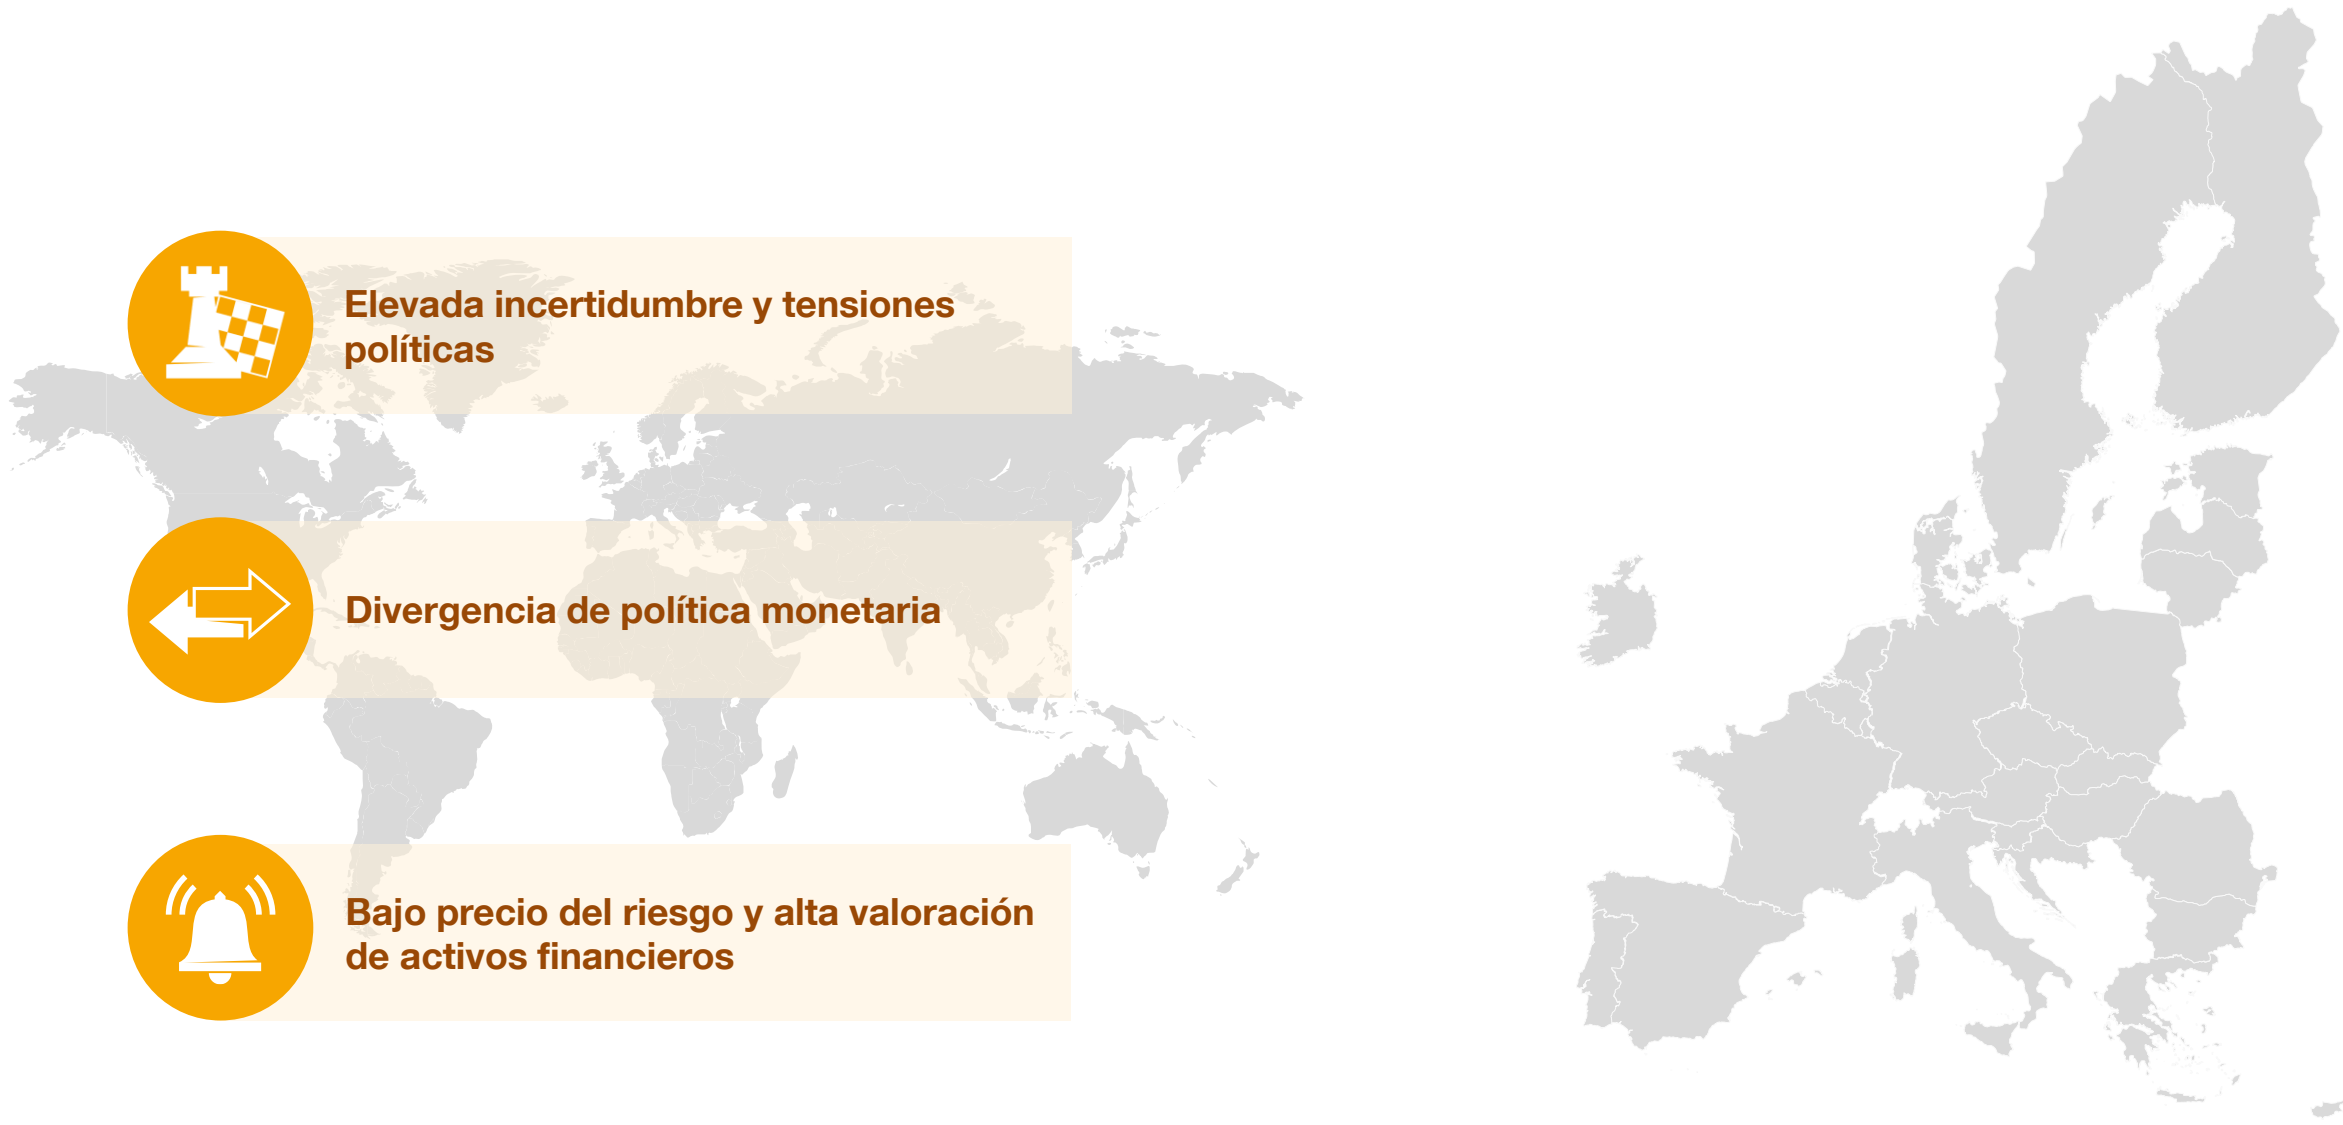 Elevada incertidumbre y tensiones
políticas
Divergencia de política monetaria
Bajo precio del riesgo y alta valoración
de activos financieros